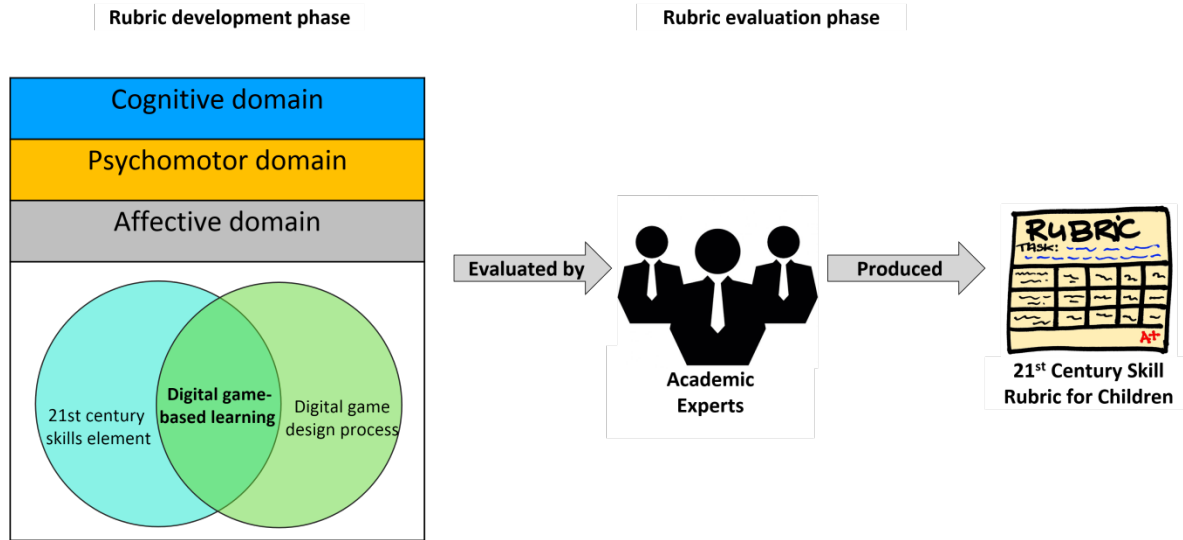 Rubric development phase
Rubric evaluation phase
Cognitive domain
Psychomotor domain
Affective domain
21st century
skills element
Digital game-
based learning
Digital game
design process
Evaluated by
Academic
Experts
Produced
RUBRIC
TASK:
A+
21st Century Skill
Rubric for Children